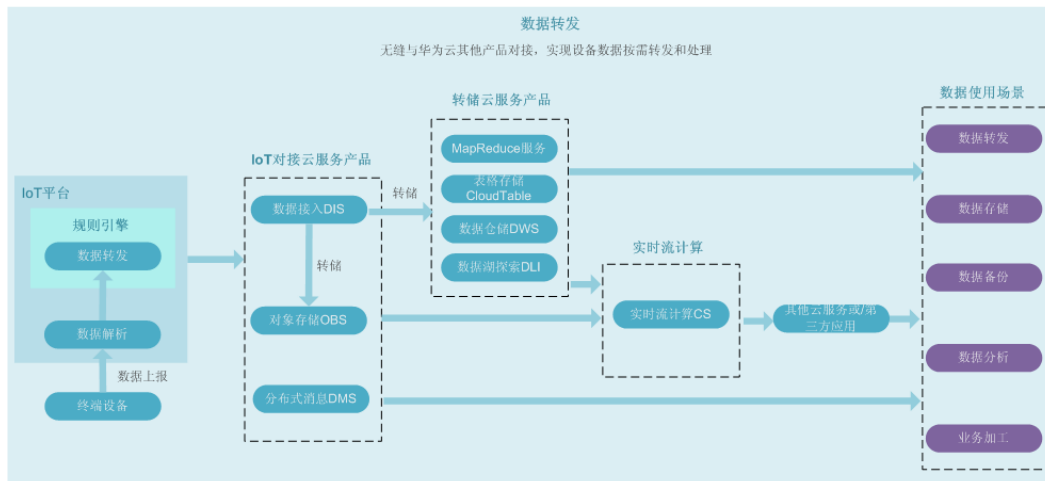 数据转发
无缝与华为云其他产品对接，实现设备数据按需转发和处理
IoT平台
规则引擎
数据转发
数据解析
数据上报
终端设备
IoT对接云服务产品
数据接入DIS
转储
对象存储OBS
分布式消息DMS
转储
转储云服务产品
MapReduce服务
表格存储
CloudTable
数据仓储DWS
数据湖探索DLI
实时流计算
实时流计算CS
其他云服务或/第
三方应用
数据使用场景
数据转发
数据存储
数据备份
数据分析
业务加工